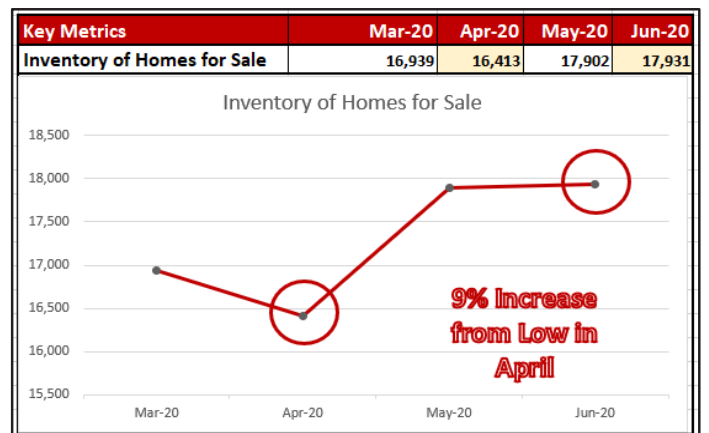 Key Metrics Mar-20 Apr-20 May-20 Jun-20
Inventory of Homes for Sale 16,939 16,413 17,902 17,931
Inventory of Homes for Sale
18,500
18,000
17,500
17,000
16,500
16,000
15,500
9% Increase
from Low in
April
Mar-20 Apr-20 May-20 Jun-20